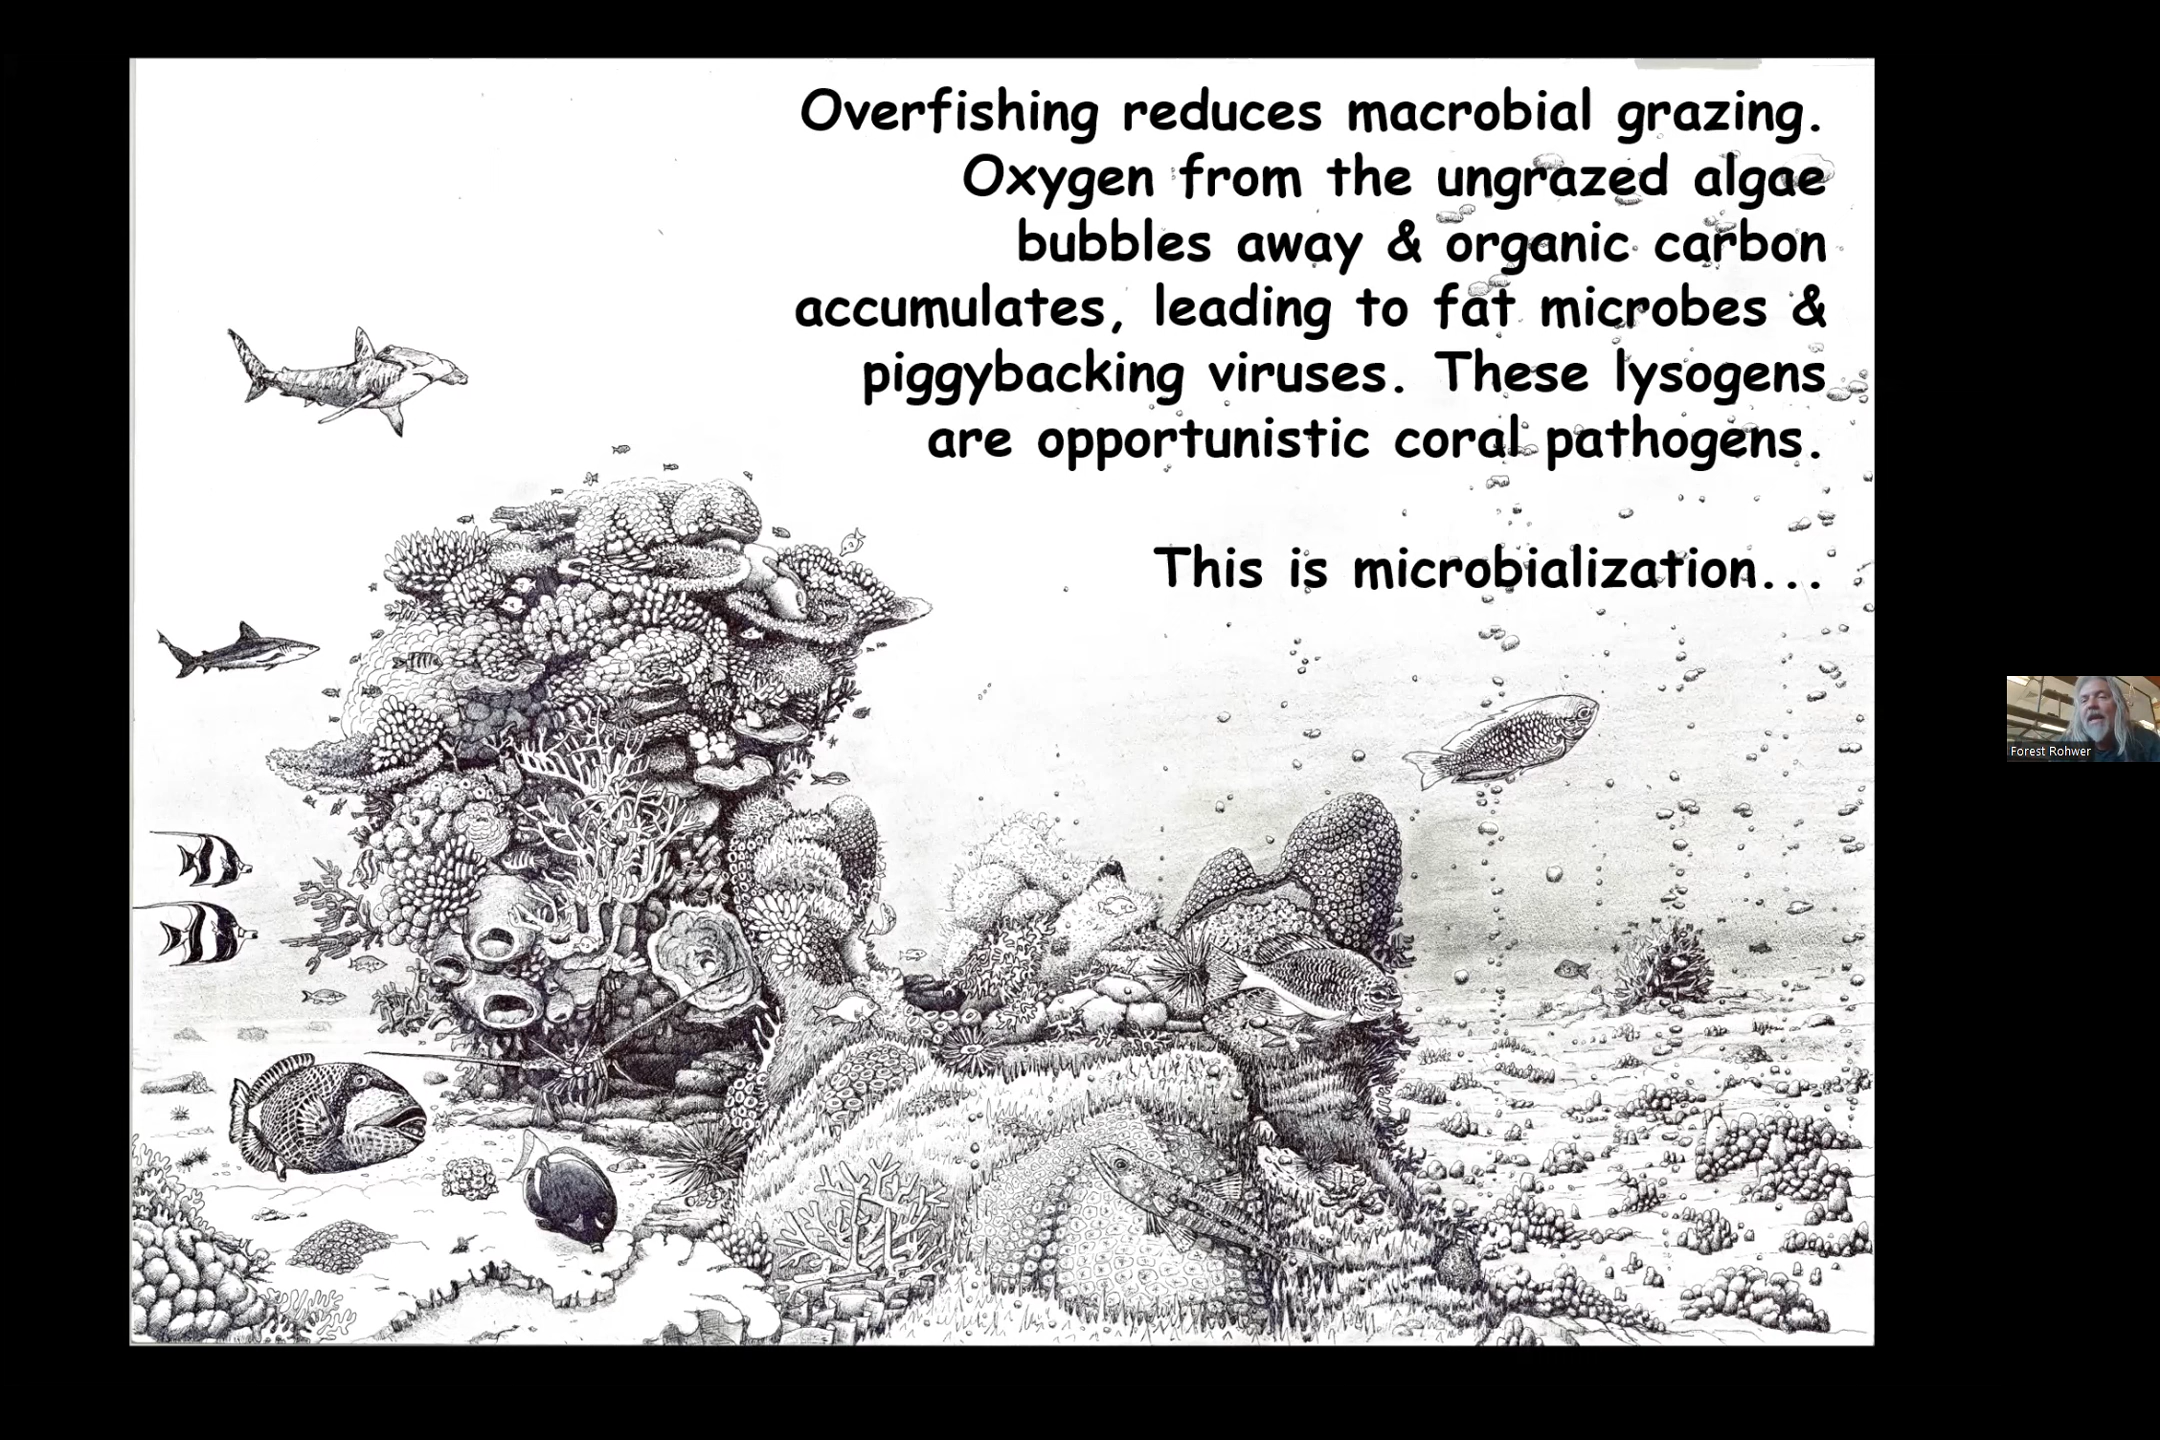 Overfishing reduces macrobial grazing.
Oxygen from the ungrazed algae
bubbles away & organic carbon
accumulates, leading to fat microbes &
piggybacking viruses. These lysogens
are opportunistic coral pathogens.
This is microbialization...
Forest Rohwer